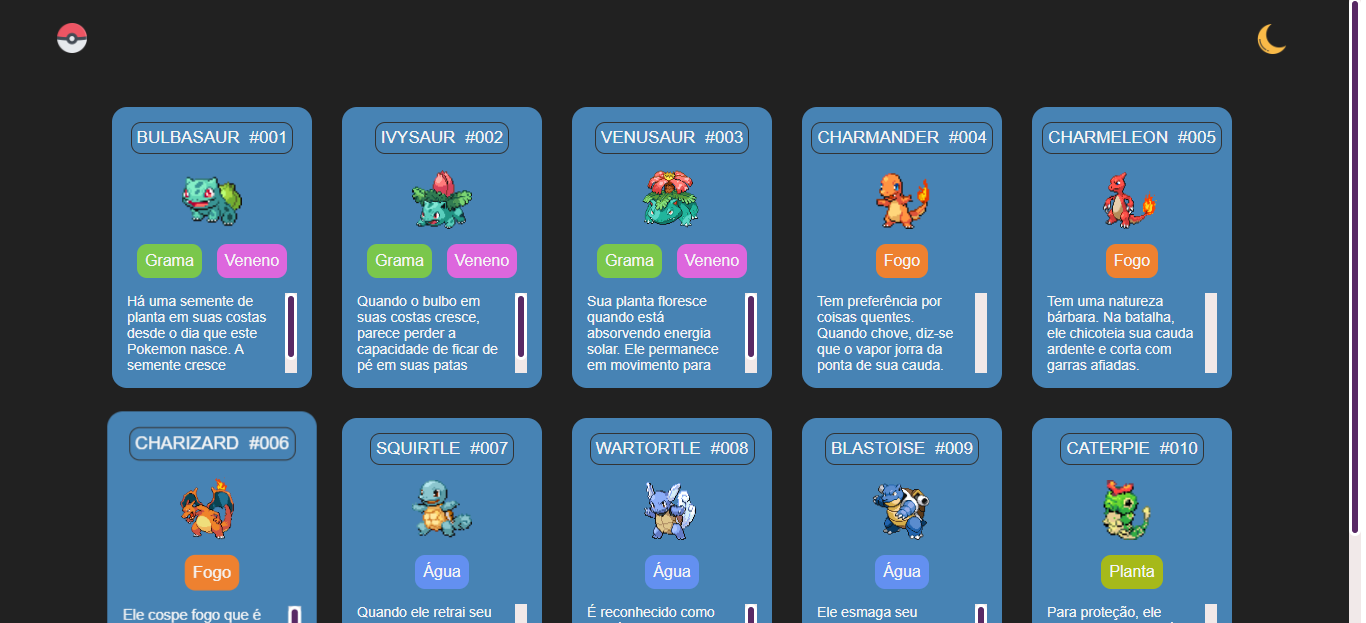 BULBASAUR #001
Grama Veneno
Há uma semente de
planta em suas costas
desde o dia que este
Pokemon nasce. A
semente cresce
IVYSAUR #002
Grama Veneno
Quando o bulbo em
suas costas cresce,
parece perder a
capacidade de ficar de
pé em suas patas
VENUSAUR #003
Grama Veneno
Sua planta floresce
quando está
absorvendo energia
solar. Ele permanece
em movimento para
CHARMANDER #004
Fogo
Tem preferência por
coisas quentes.
Quando chove, diz-se
que o vapor jorra da
ponta de sua cauda.
CHARMELEON #005
Fogo
Tem uma natureza
bárbara. Na batalha,
ele chicoteia sua cauda
ardente e corta com
garras afiadas.
CHARIZARD #006
Fogo
Ele cospe fogo que é
SQUIRTLE #007
Água
Quando ele retrai seu
WARTORTLE #008
Água
É reconhecido como
BLASTOISE #009
Água
Ele esmaga seu
CATERPIE #010
Planta
Para proteção, ele